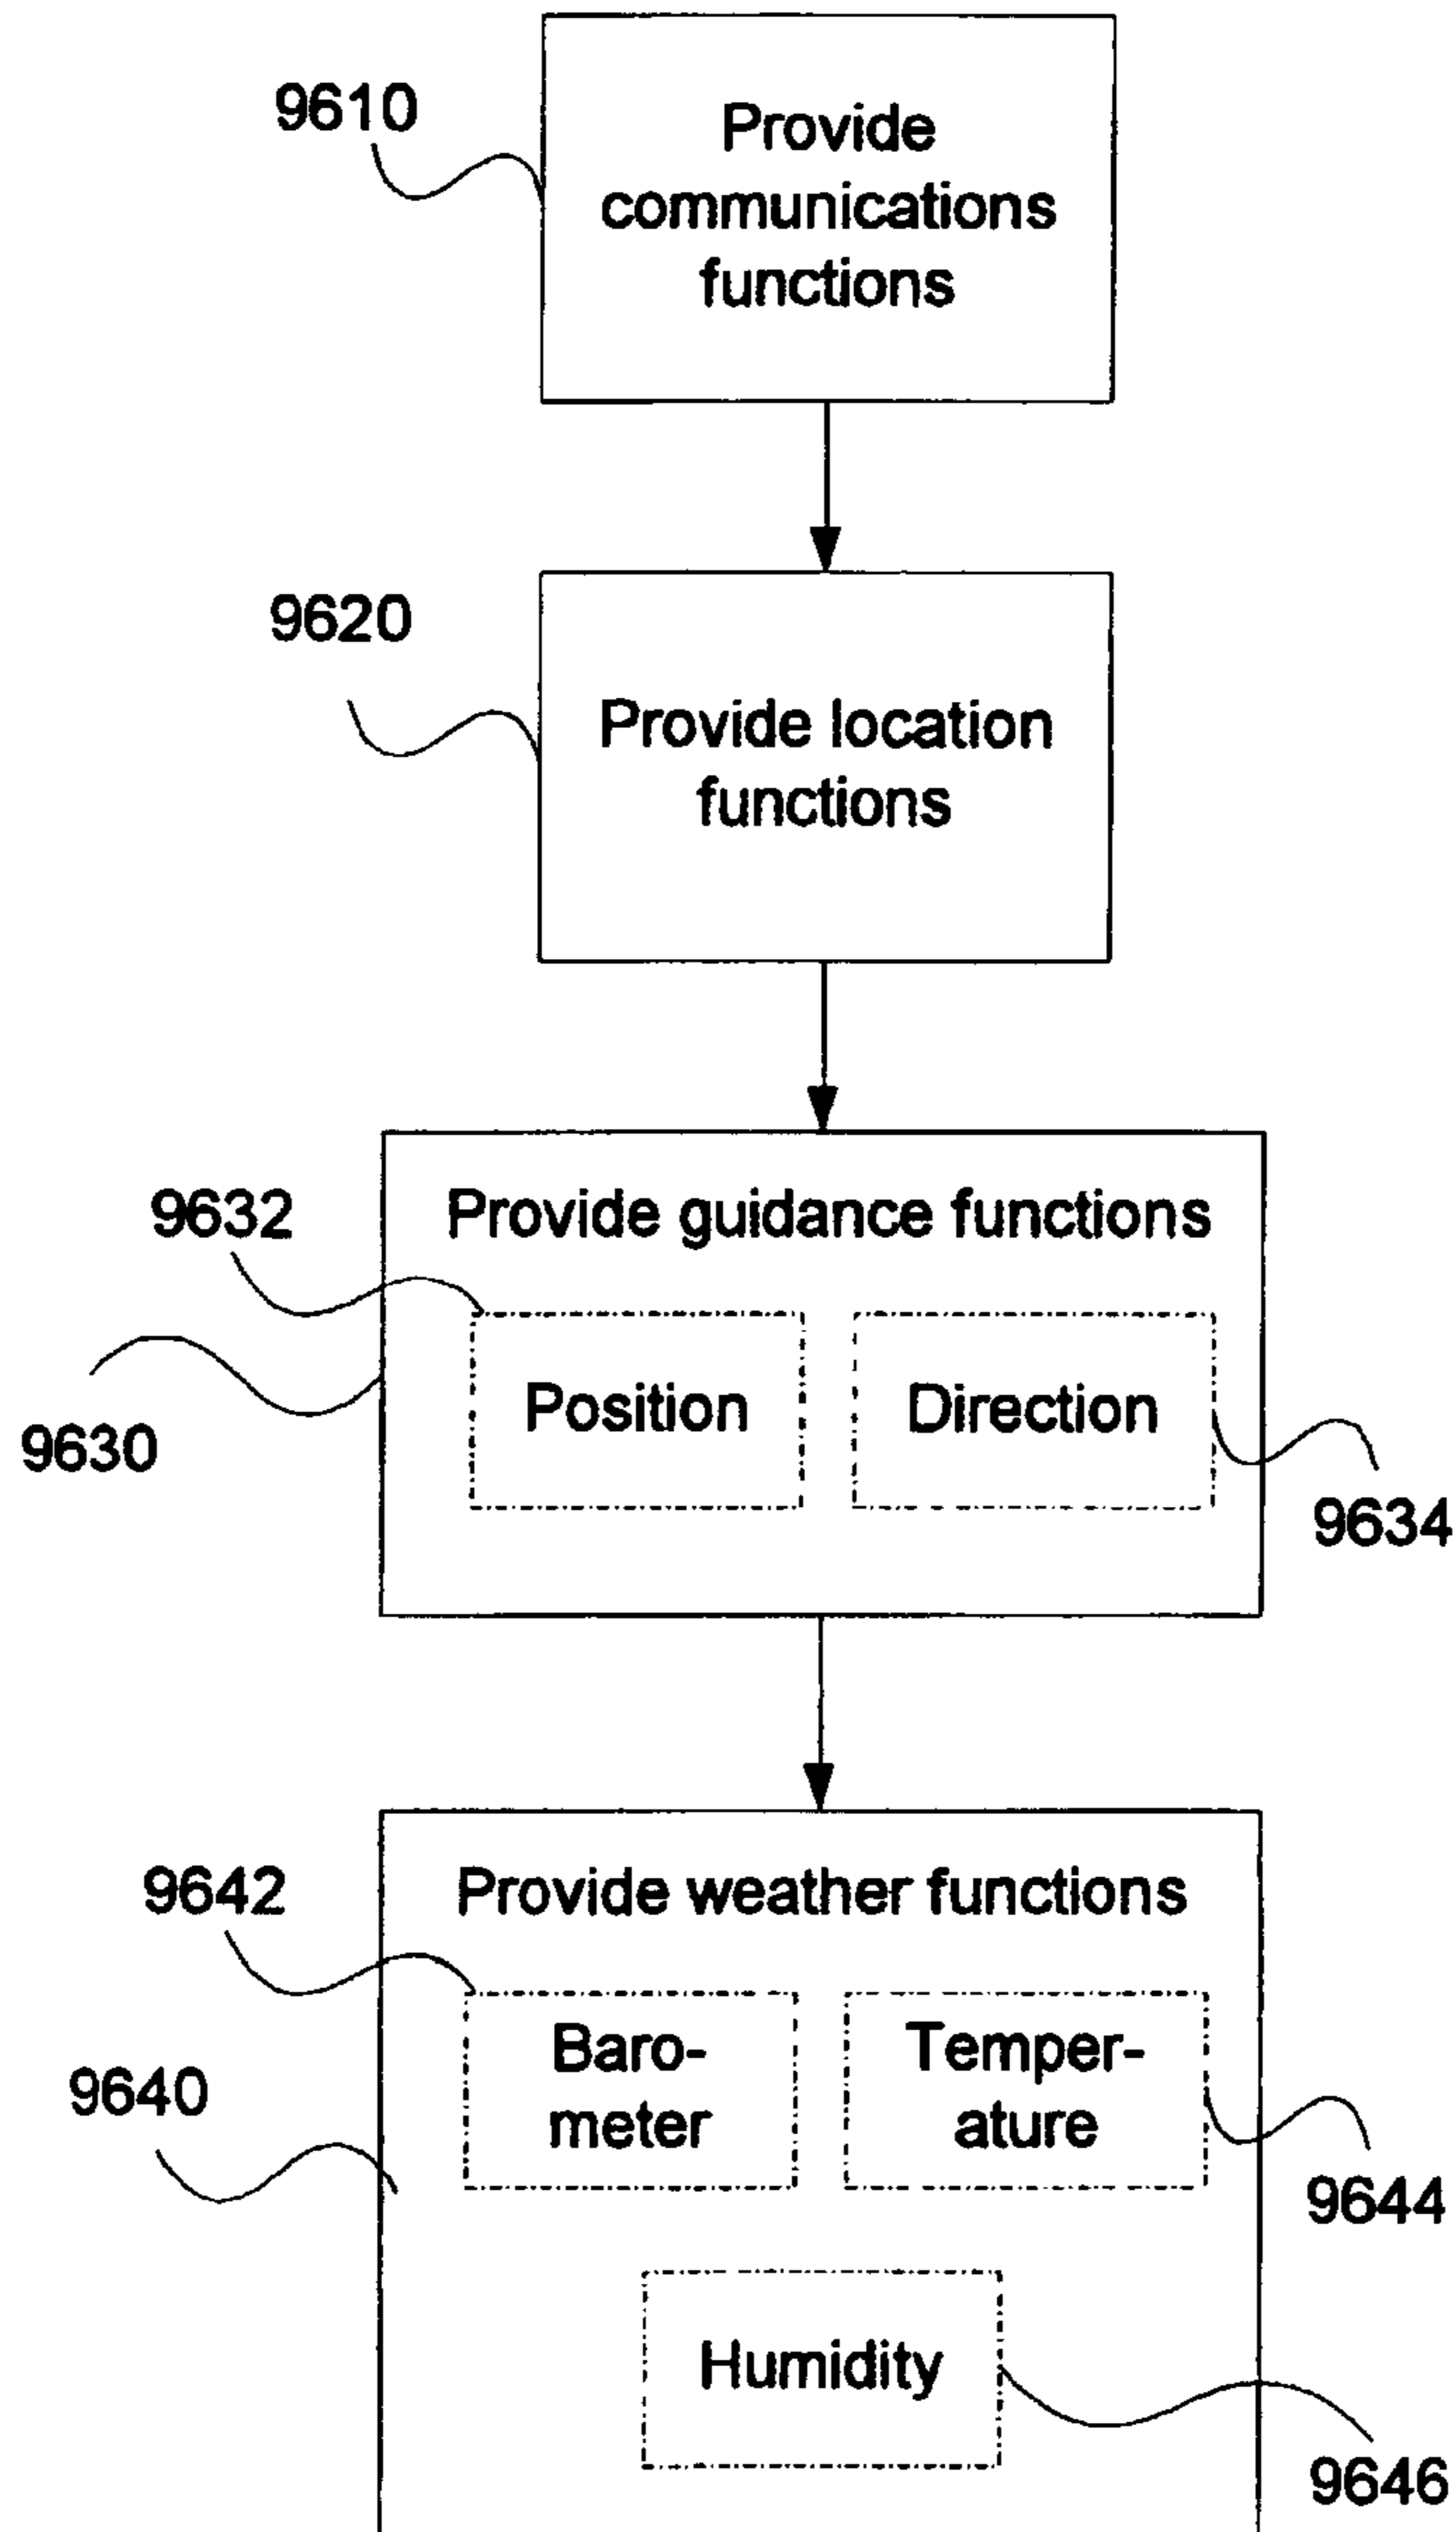 9610
Provide
communications
functions
9620
Provide location
functions
9632
Provide guidance functions
Position
Direction
9630
9634
9642
Provide weather functions
Baro-
meter
Temper-
ature
9640
9644
Humidity
9646